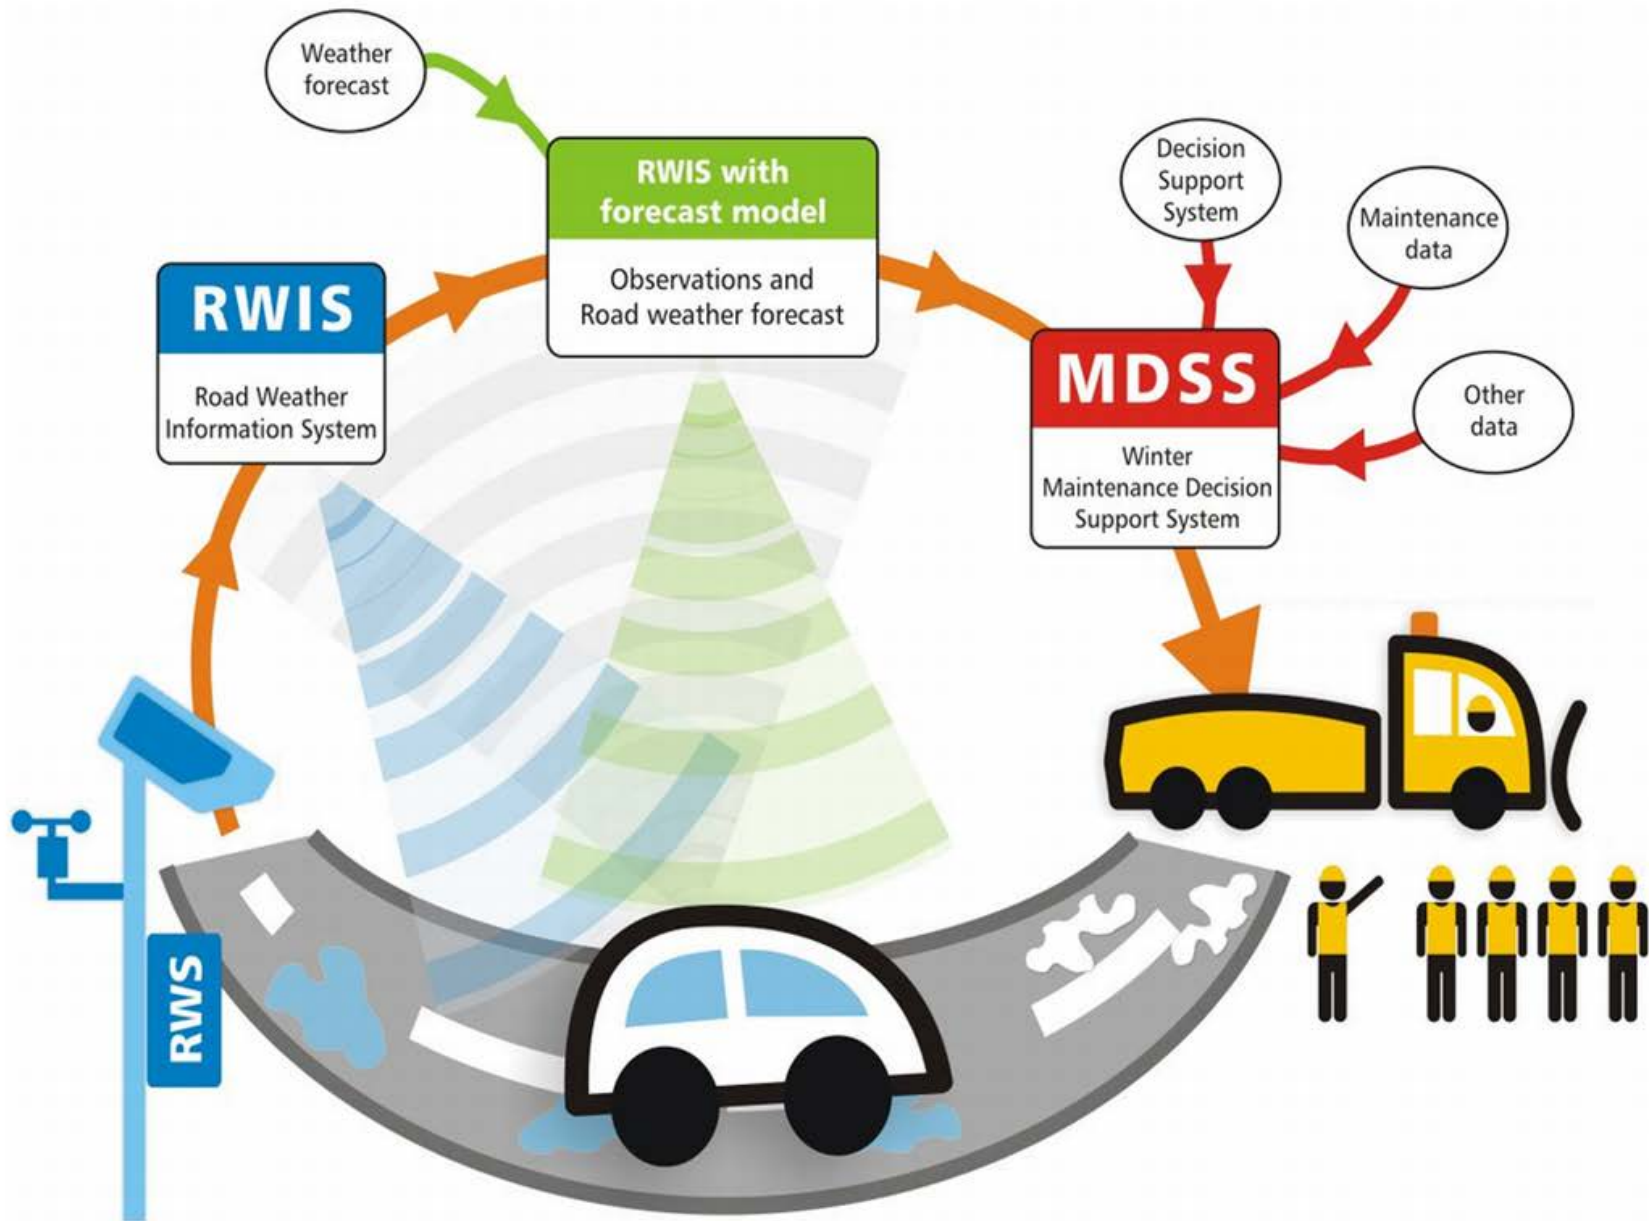 Weather
forecast
RWIS with
forecast model
Observations and
Road weather forecast
Decision
Support
System
Maintenance
data
RWIS
Road Weather
Information System
MDSS
Winter
Maintenance Decision
Support System
Other
data
RWS